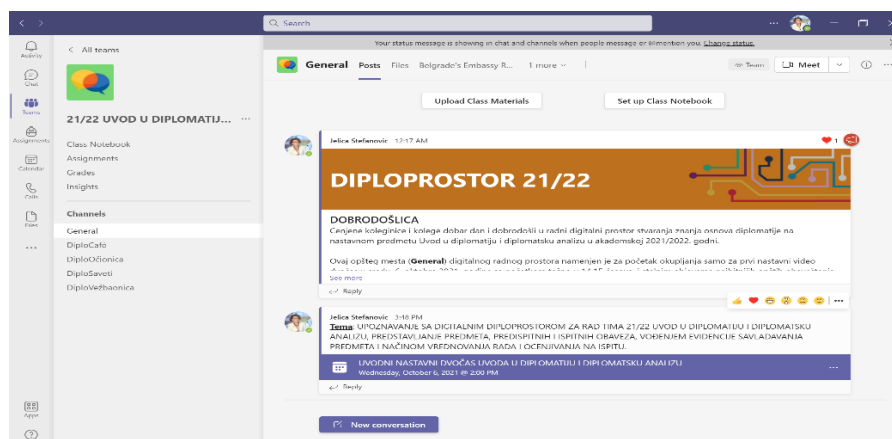 Search
Your status message is showing in chat and channels when people message or @mention you. Change status.
Activity
Chat
Teams
Assignments
Calendar
Calls
Files
Apps
All teams
21/22 UVOD U DIPLOMATIJ... ...
Class Notebook
Assignments
Grades
Insights
Channels
General
DiploCafé
DiploOčionica
DiploSaveti
DiploVežbaonica
General Posts Files Belgrade's Embassy R... 1 more
Team Meet
Upload Class Materials Set up Class Notebook
Jelica Stefanovic 12:17 AM 1
DIPLOPROSTOR 21/22
DOBRODOŠLICA
Cenjene koleginice i kolege dobar dan i dobrodošli u radni digitalni prostor stvaranja znanja osnova diplomatije na
nastavnom predmetu Uvod u diplomatiju i diplomatsku analizu u akademskoj 2021/2022. godni.
Ovaj opšteg mesta (General) digitalnog radnog prostora namenjen je za početak okupljanja samo za prvi nastavni video
See more
Reply
Jelica Stefanovic 3:48 PM
Tema: UPOZNAVANJE SA DIGITALNIM DIPLOPROSTOROM ZA RAD TIMA 21/22 UVOD U DIPLOMATIJU I DIPLOMATSKU
ANALIZU, PREDSTAVLJANJE PREDMETA, PREDISPITNIH I ISPITNIH OBAVEZA, VOĐENJEM EVIDENCIJE SAVLADAVANJA
PREDMETA I NAČINOM VREDNOVANJA RADA I OCENJIVANJA NA ISPITU.
UVODNI NASTAVNI DVOČAS UVODA U DIPLOMATIJU I DIPLOMATSKU ANALIZU
Wednesday, October 6, 2021 @ 2:00 PM
Reply
New conversation